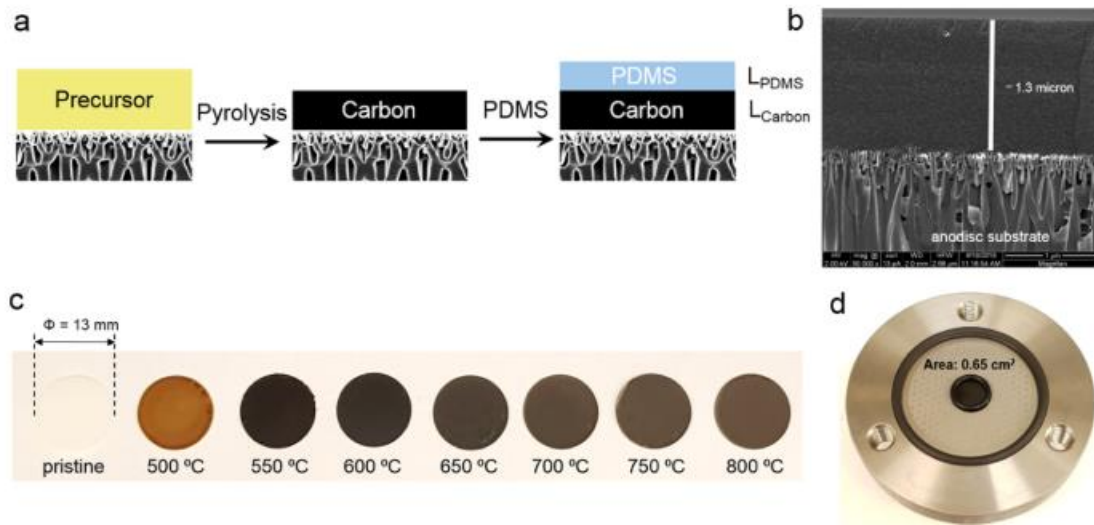 a
Precursor
Pyrolysis
Carbon
PDMS
PDMS
Carbon
L_PDMS
L_Carbon
b
~ 1.3 micron
anodisc substrate
c
Φ = 13 mm
pristine
500 ºC
550 ºC
600 ºC
650 ºC
700 ºC
750 ºC
800 ºC
d
Area: 0.65 cm²